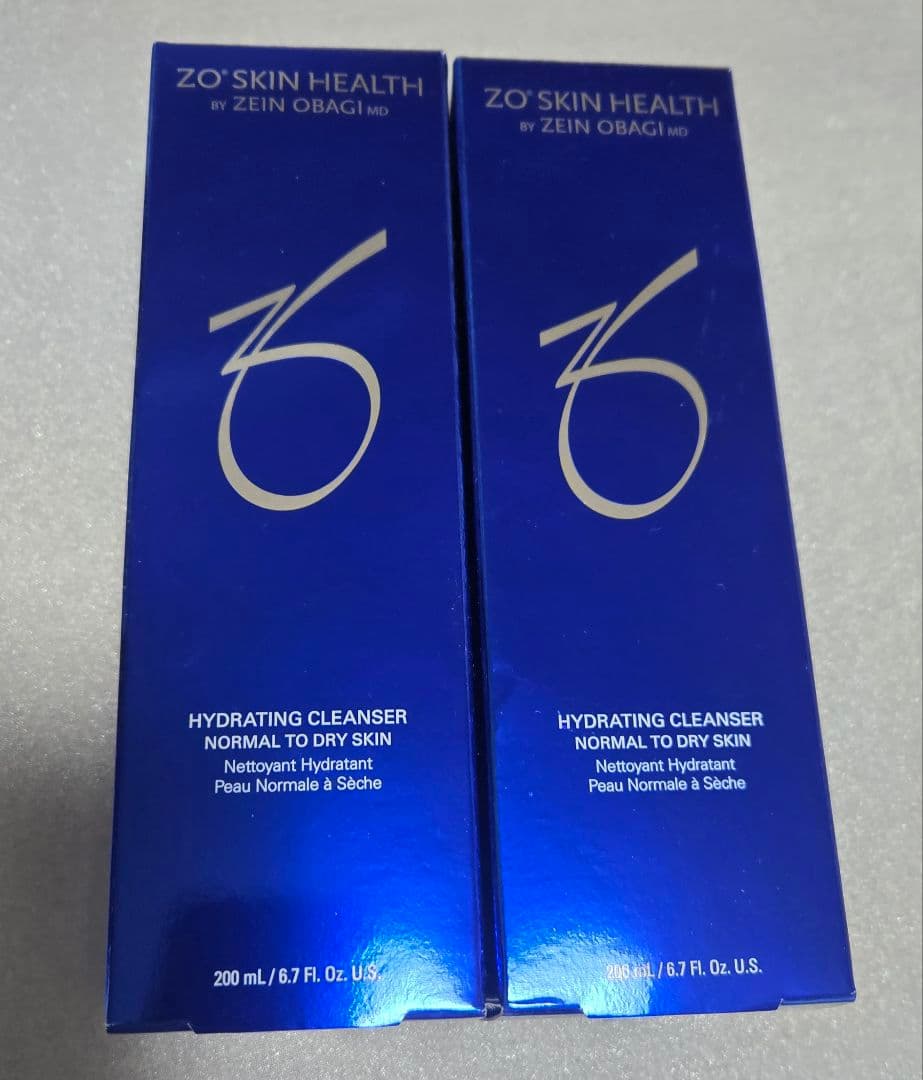 ZO® SKIN HEALTH
BY ZEIN OBAGI MD
HYDRATING CLEANSER
NORMAL TO DRY SKIN
Nettoyant Hydratant
Peau Normale à Sèche
200 mL / 6.7 Fl. Oz. U.S.
ZO® SKIN HEALTH
BY ZEIN OBAGI MD
HYDRATING CLEANSER
NORMAL TO DRY SKIN
Nettoyant Hydratant
Peau Normale à Sèche
200 mL / 6.7 Fl. Oz. U.S.